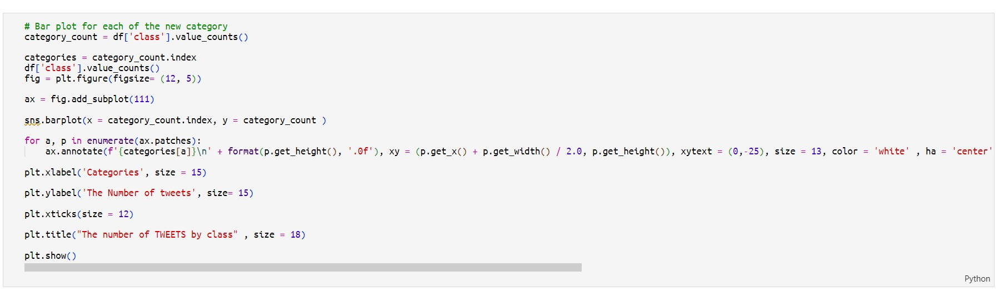 # Bar plot for each of the new category
category_count = df['class'].value_counts()
categories = category_count.index
df['class'].value_counts()
fig = plt.figure(figsize= (12, 5))
ax = fig.add_subplot(111)
sns.barplot(x = category_count.index, y = category_count )
for a, p in enumerate(ax.patches):
    ax.annotate(f'{categories[a]}\n' + format(p.get_height(), '.0f'), xy = (p.get_x() + p.get_width() / 2.0, p.get_height()), xytext = (0,-25), size = 13, color = 'white' , ha = 'center'
plt.xlabel('Categories', size = 15)
plt.ylabel('The Number of tweets', size= 15)
plt.xticks(size = 12)
plt.title("The number of TWEETS by class" , size = 18)
plt.show()
Python